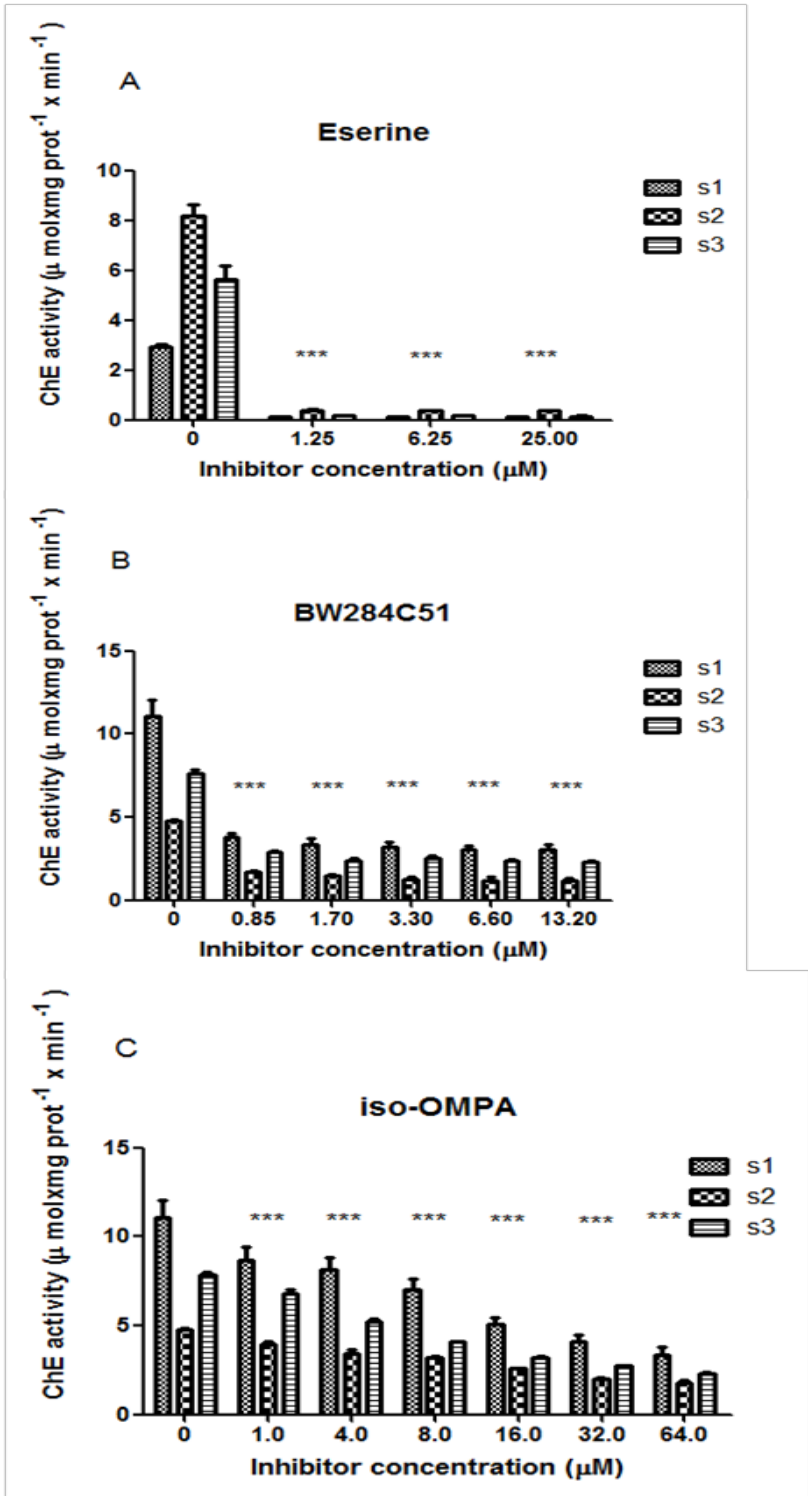 A
Eserine
ChE activity (μ molxmg prot⁻¹ x min⁻¹ )
10
8
6
4
2
0
s1
s2
s3
*** *** ***
0 1.25 6.25 25.00
Inhibitor concentration (μM)
B
BW284C51
ChE activity (μ molxmg prot⁻¹ x min⁻¹ )
15
10
5
0
s1
s2
s3
*** *** *** *** ***
0 0.85 1.70 3.30 6.60 13.20
Inhibitor concentration (μM)
C
iso-OMPA
ChE activity (μ molxmg prot⁻¹ x min⁻¹ )
15
10
5
0
s1
s2
s3
*** *** *** *** *** ***
0 1.0 4.0 8.0 16.0 32.0 64.0
Inhibitor concentration (μM)